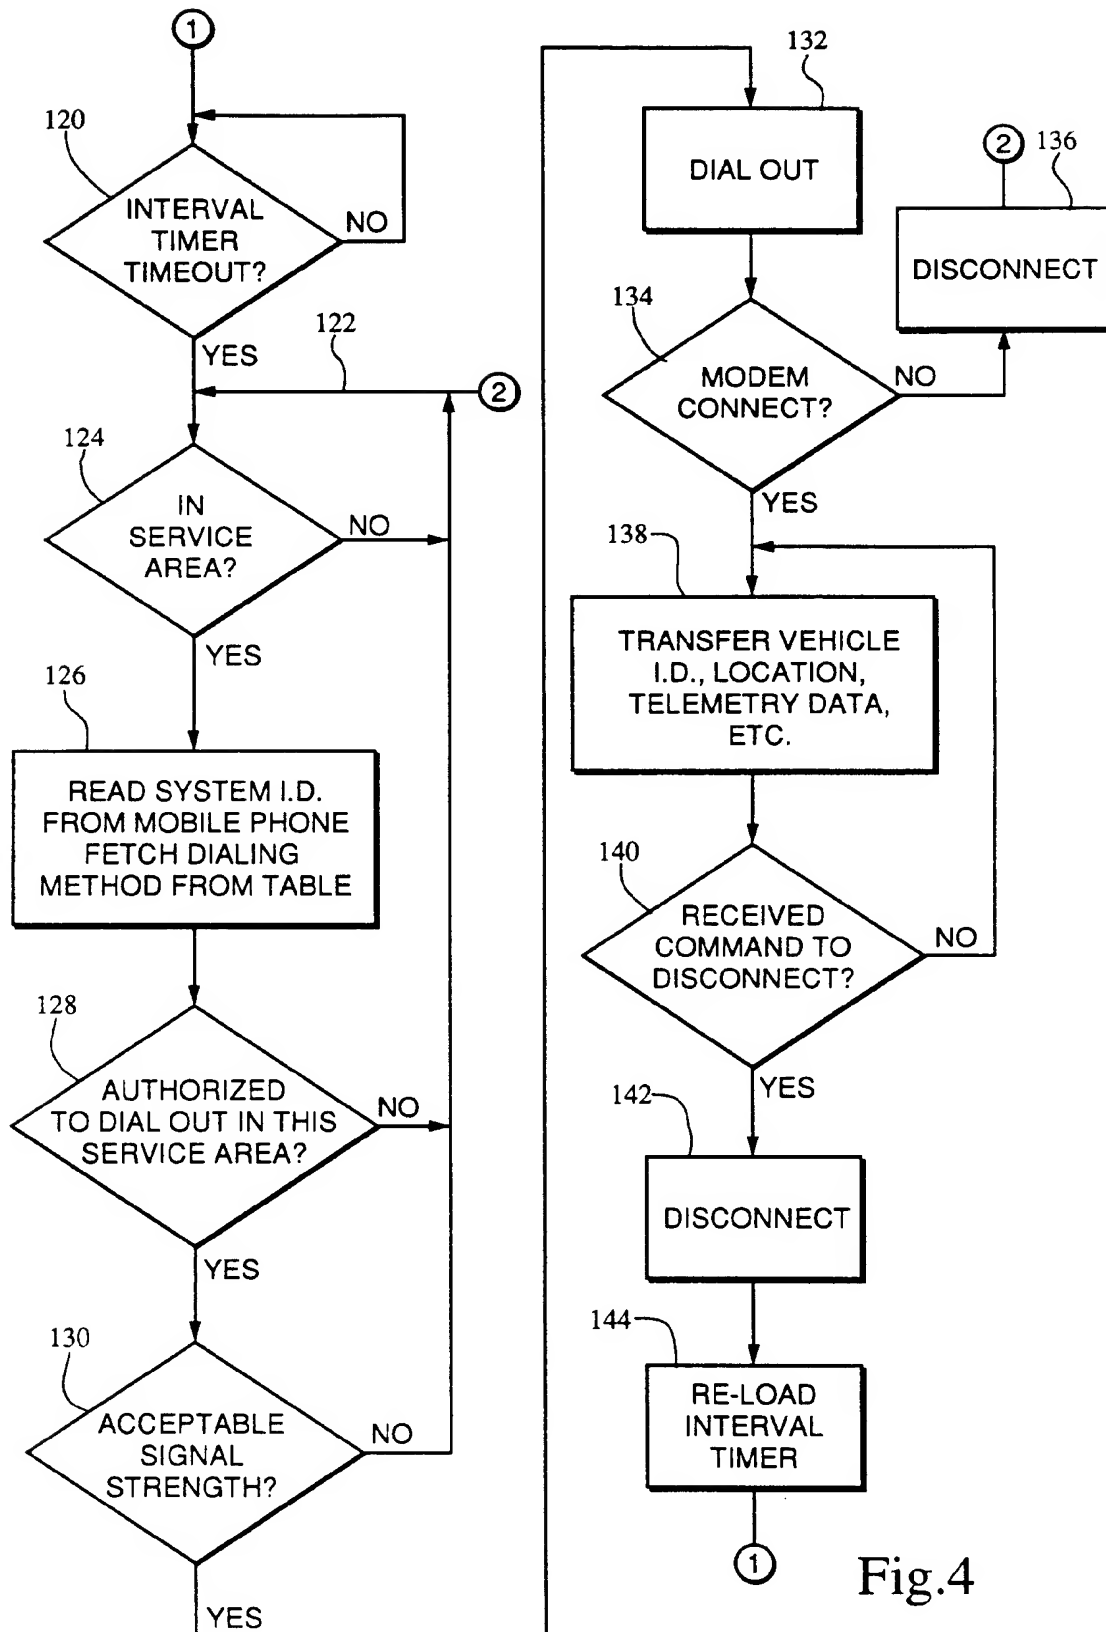 1
120
INTERVAL
TIMER
TIMEOUT?
NO
YES
122
2
124
IN
SERVICE
AREA?
NO
YES
126
READ SYSTEM I.D.
FROM MOBILE PHONE
FETCH DIALING
METHOD FROM TABLE
128
AUTHORIZED
TO DIAL OUT IN THIS
SERVICE AREA?
NO
YES
130
ACCEPTABLE
SIGNAL
STRENGTH?
NO
YES
132
DIAL OUT
2
136
DISCONNECT
134
MODEM
CONNECT?
NO
YES
138
TRANSFER VEHICLE
I.D., LOCATION,
TELEMETRY DATA,
ETC.
140
RECEIVED
COMMAND TO
DISCONNECT?
NO
YES
142
DISCONNECT
144
RE-LOAD
INTERVAL
TIMER
1
Fig.4